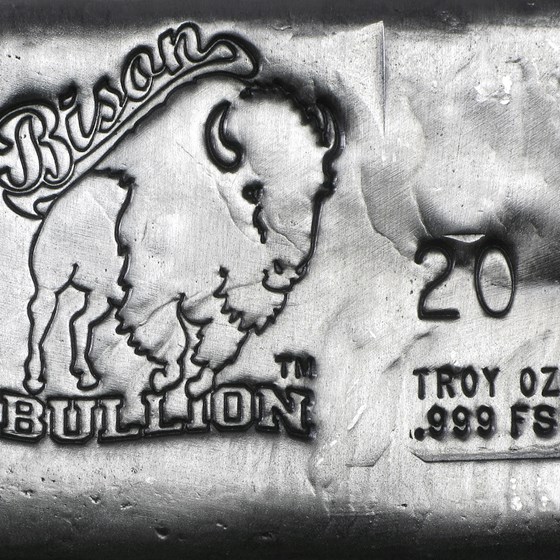 Bison
BULLION
TM
20
TROY OZ
.999 FS